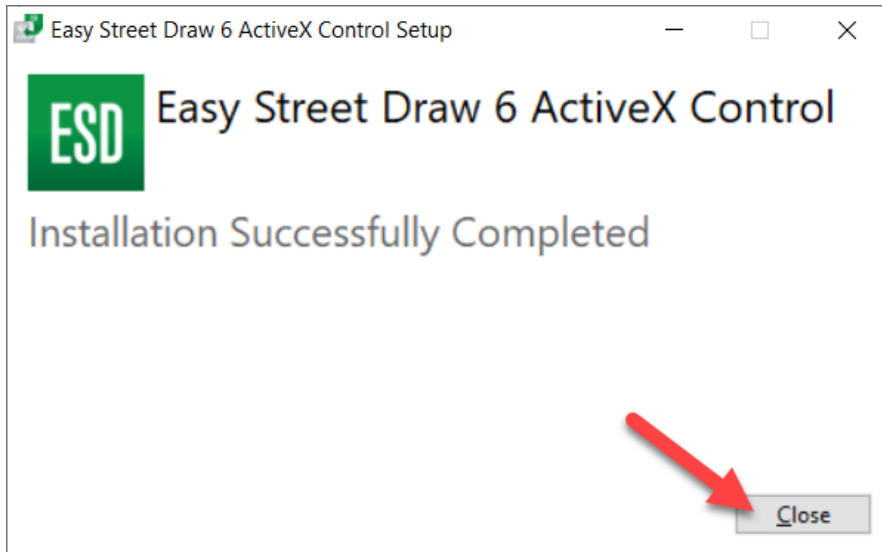 Easy Street Draw 6 ActiveX Control Setup
ESD
Easy Street Draw 6 ActiveX Control
Installation Successfully Completed
Close